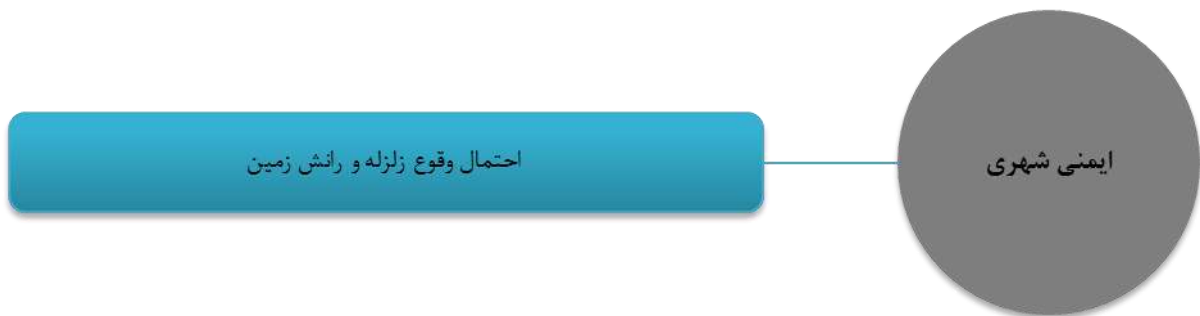 ایمنی شهری
احتمال وقوع زلزله و رانش زمین